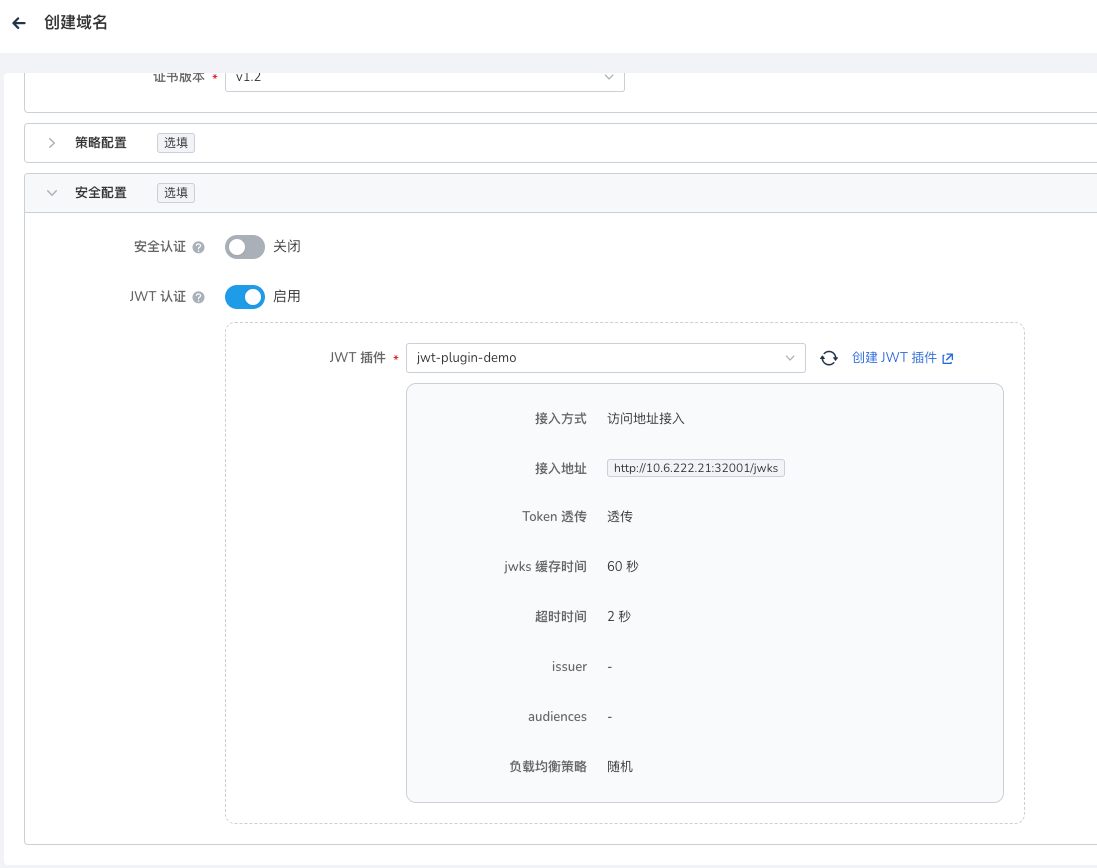 创建域名
证书版本 * v1.2
策略配置 选填
安全配置 选填
安全认证 ? 关闭
JWT 认证 ? 启用
JWT 插件 * jwt-plugin-demo 创建 JWT 插件
接入方式 访问地址接入
接入地址 http://10.6.222.21:32001/jwks
Token 透传 透传
jwks 缓存时间 60 秒
超时时间 2 秒
issuer -
audiences -
负载均衡策略 随机